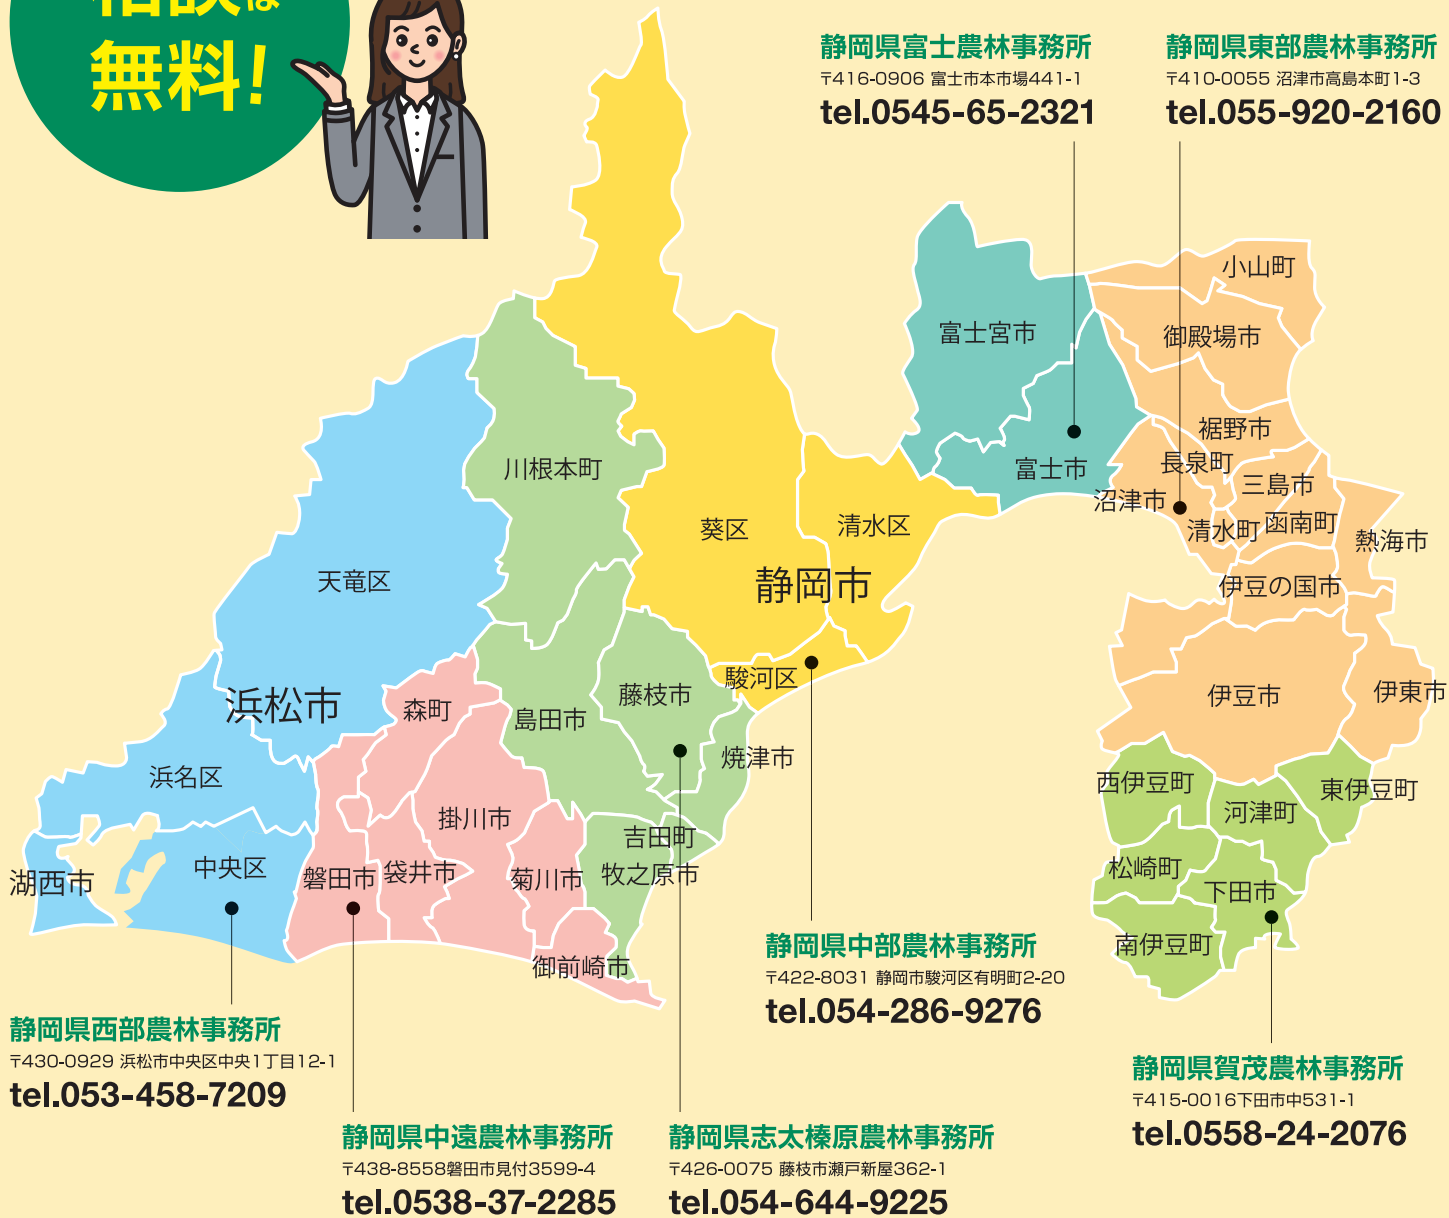 相談は
無料!
静岡県富士農林事務所
〒416-0906 富士市本市場441-1
tel.0545-65-2321
静岡県東部農林事務所
〒410-0055 沼津市高島本町1-3
tel.055-920-2160
小山町
御殿場市
富士宮市
裾野市
長泉町
富士市
三島市
沼津市
清水町
函南町
熱海市
伊豆の国市
伊豆市
伊東市
川根本町
葵区
清水区
静岡市
駿河区
天竜区
浜松市
森町
島田市
藤枝市
焼津市
浜名区
掛川市
吉田町
湖西市
中央区
磐田市
袋井市
菊川市
牧之原市
御前崎市
西伊豆町
河津町
東伊豆町
松崎町
下田市
南伊豆町
静岡県中部農林事務所
〒422-8031 静岡市駿河区有明町2-20
tel.054-286-9276
静岡県西部農林事務所
〒430-0929 浜松市中央区中央1丁目12-1
tel.053-458-7209
静岡県賀茂農林事務所
〒415-0016下田市中531-1
tel.0558-24-2076
静岡県中遠農林事務所
〒438-8558磐田市見付3599-4
tel.0538-37-2285
静岡県志太榛原農林事務所
〒426-0075 藤枝市瀬戸新屋362-1
tel.054-644-9225